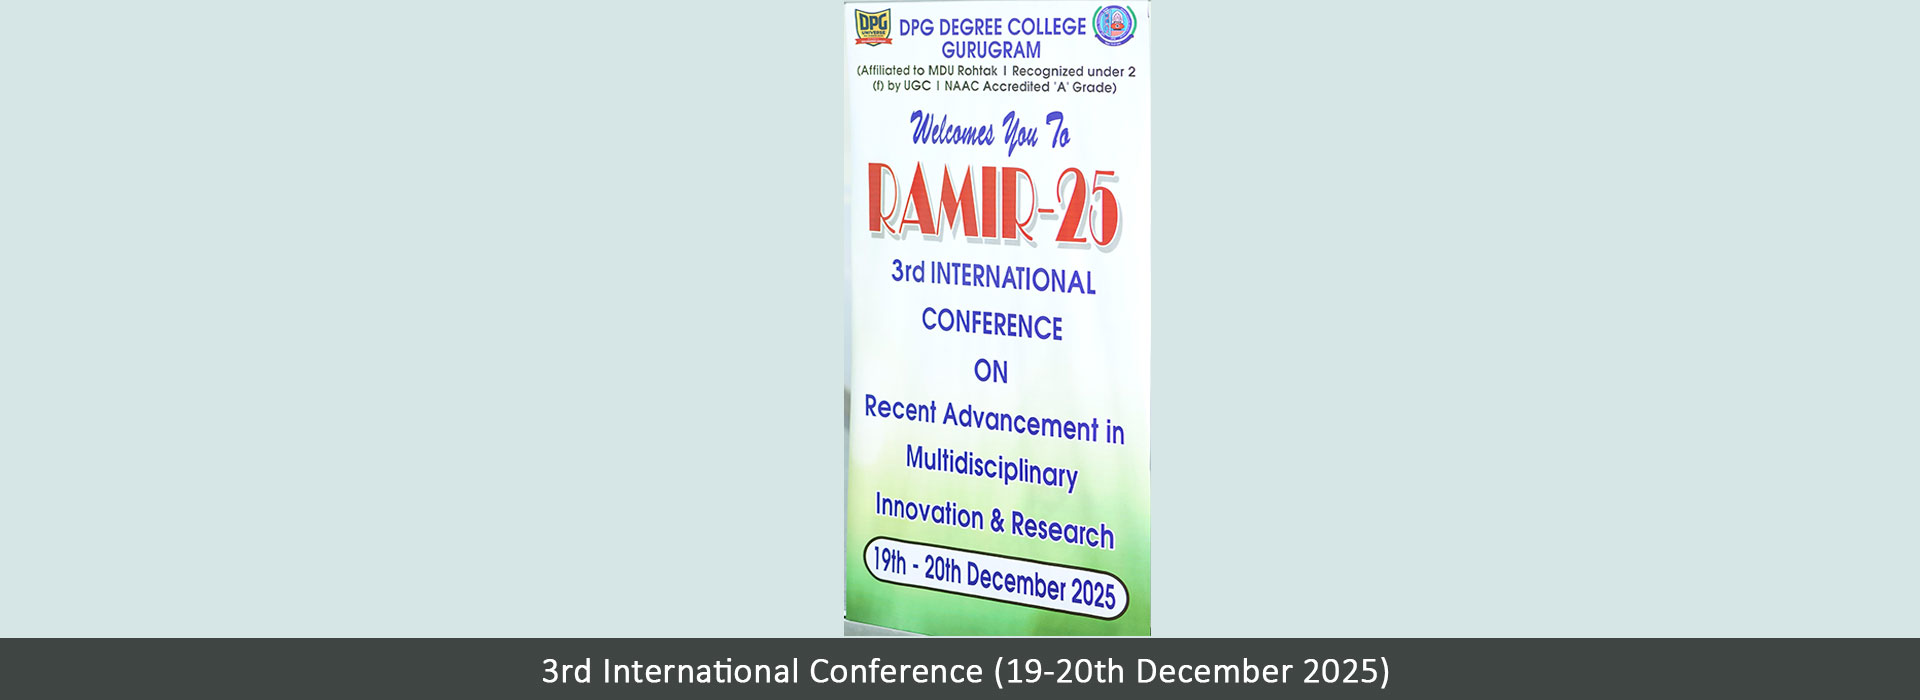 DPG
UNIVERSE
DPG DEGREE COLLEGE
GURUGRAM
(Affiliated to MDU Rohtak I Recognized under 2
(f) by UGC I NAAC Accredited 'A' Grade)
Welcomes You To
RAMIR-25
3rd INTERNATIONAL
CONFERENCE
ON
Recent Advancement in
Multidisciplinary
Innovation & Research
19th - 20th December 2025
3rd International Conference (19-20th December 2025)